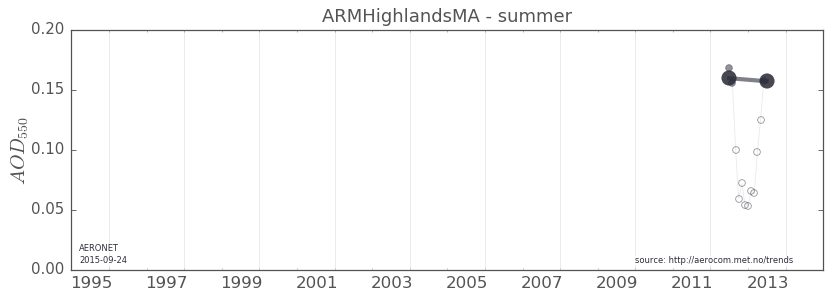 ARMHighlandsMA - summer
0.20
0.15
0.10
0.05
0.00
AOD550
AERONET
2015-09-24
source: http://aerocom.met.no/trends
1995 1997 1999 2001 2003 2005 2007 2009 2011 2013